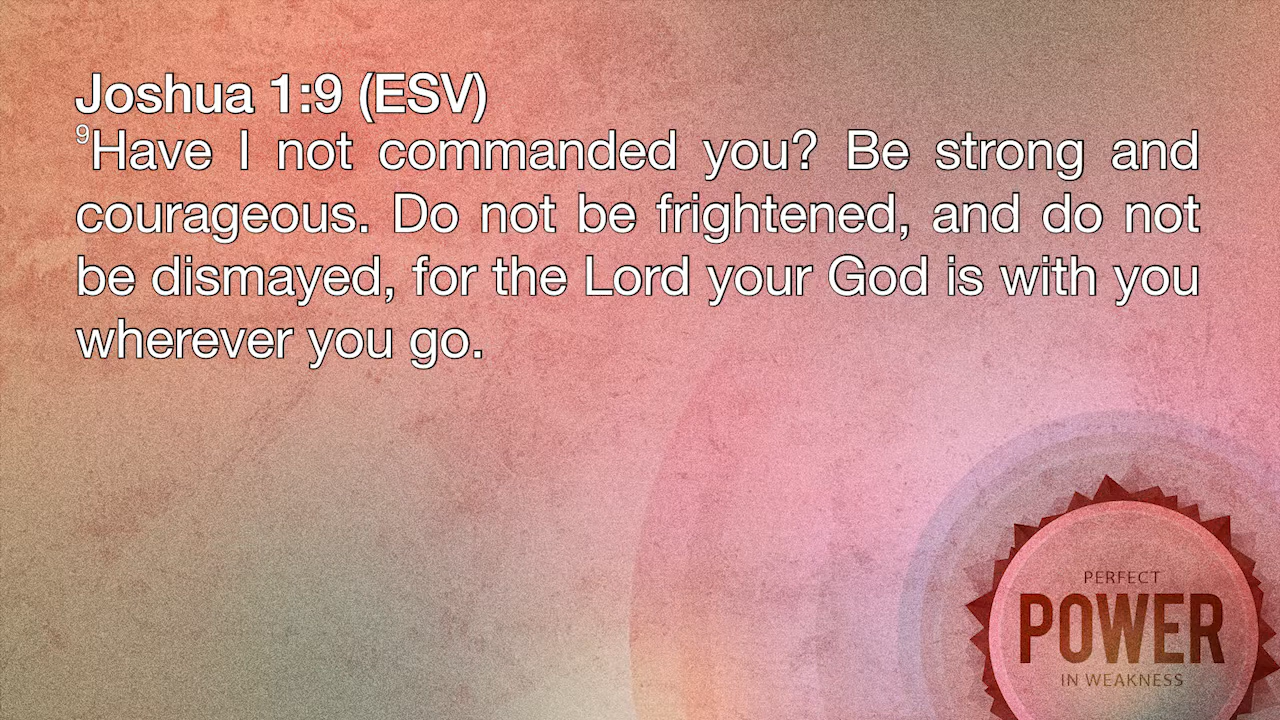 Joshua 1:9 (ESV)
9Have I not commanded you? Be strong and
courageous. Do not be frightened, and do not
be dismayed, for the Lord your God is with you
wherever you go.
PERFECT
POWER
IN WEAKNESS